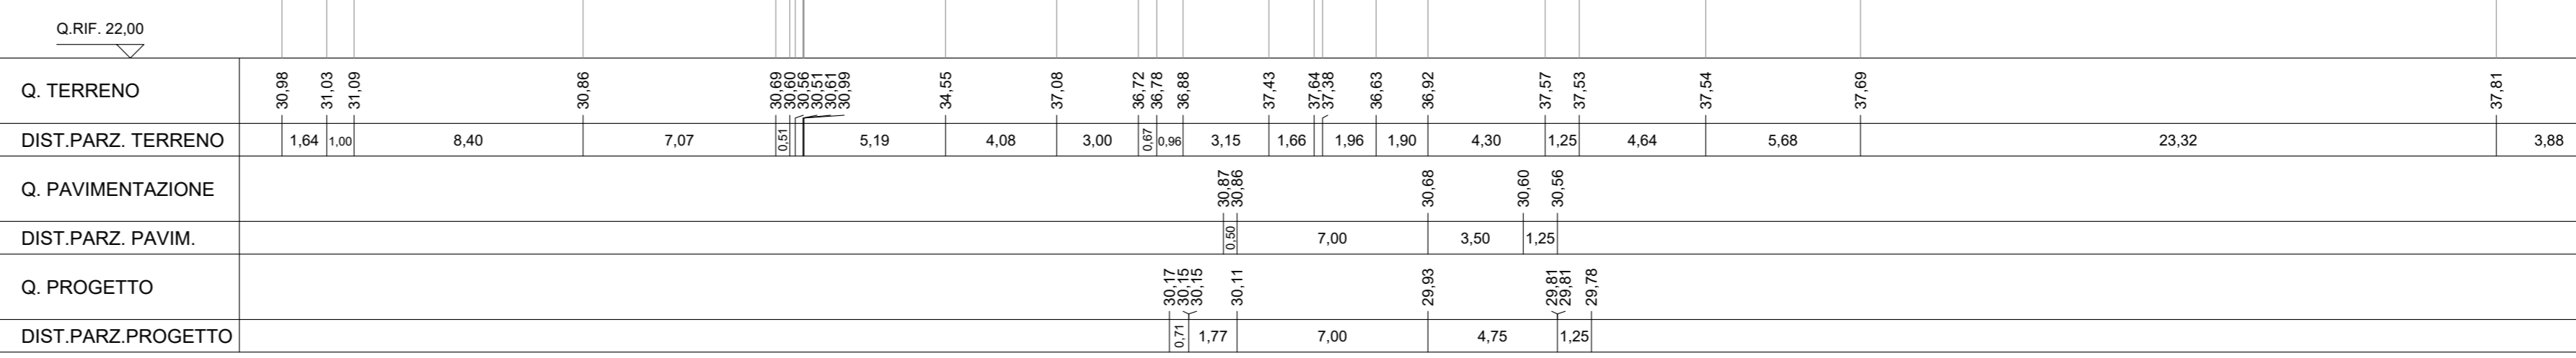 Q.RIF. 22,00
Q. TERRENO 30,98 31,03 31,09 30,86 30,69 30,60 30,56 30,51 30,61 30,99 34,55 37,08 36,72 36,78 36,88 37,43 37,64 37,38 36,63 36,92 37,57 37,53 37,54 37,69 37,81
DIST.PARZ. TERRENO 1,64 1,00 8,40 7,07 0,51 5,19 4,08 3,00 0,67 0,96 3,15 1,66 1,96 1,90 4,30 1,25 4,64 5,68 23,32 3,88
Q. PAVIMENTAZIONE 30,87 30,86 30,68 30,60 30,56
DIST.PARZ. PAVIM. 0,50 7,00 3,50 1,25
Q. PROGETTO 30,17 30,15 30,15 30,11 29,93 29,81 29,81 29,78
DIST.PARZ.PROGETTO 0,71 1,77 7,00 4,75 1,25